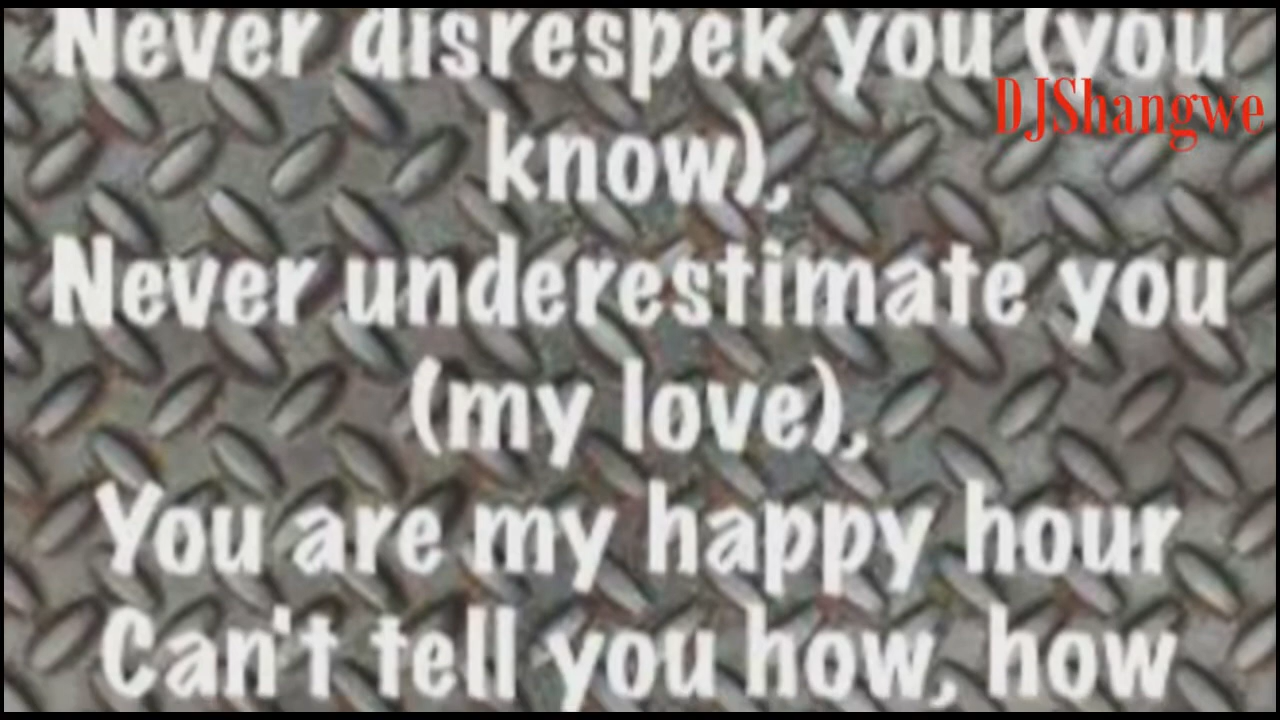 Never disrespek you (you
DJShangwe
know),
Never underestimate you
(my love),
You are my happy hour
Can't tell you how, how